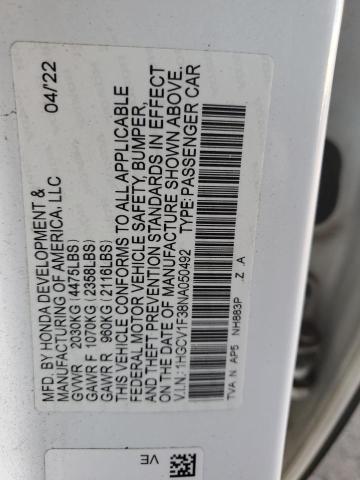 MFD. BY HONDA DEVELOPMENT & 04/22
MANUFACTURING OF AMERICA, LLC
GVWR 2030KG (4475LBS)
GAWR F 1070KG (2358LBS)
GAWR R 960KG (2116LBS)
THIS VEHICLE CONFORMS TO ALL APPLICABLE
FEDERAL MOTOR VEHICLE SAFETY, BUMPER,
AND THEFT PREVENTION STANDARDS IN EFFECT
ON THE DATE OF MANUFACTURE SHOWN ABOVE.
V.I.N.: 1HGCV1F38NA050492 TYPE: PASSENGER CAR
TVA N AP5 NH883P Z A
VE